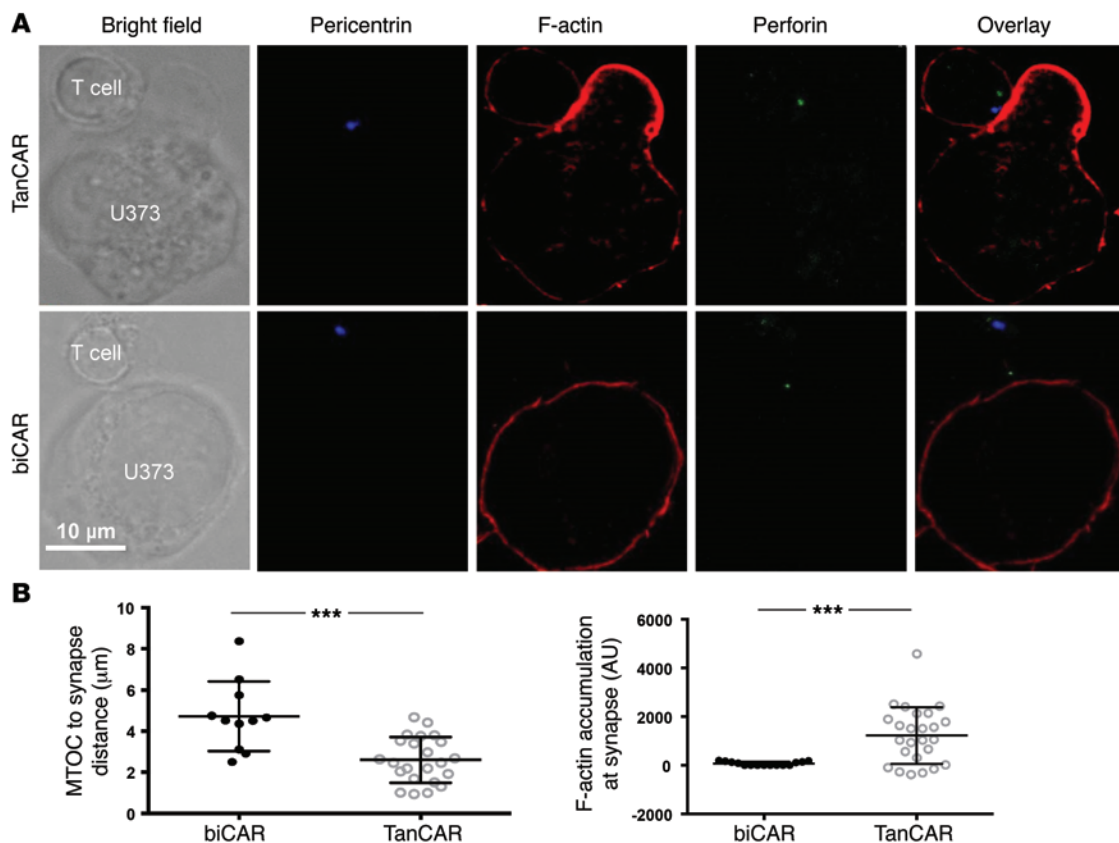 A
Bright field
Pericentrin
F-actin
Perforin
Overlay
TanCAR
T cell
U373
biCAR
T cell
U373
10 µm
B
MTOC to synapse
distance (µm)
10
8
6
4
2
0
***
biCAR
TanCAR
F-actin accumulation
at synapse (AU)
6000
4000
2000
0
-2000
***
biCAR
TanCAR